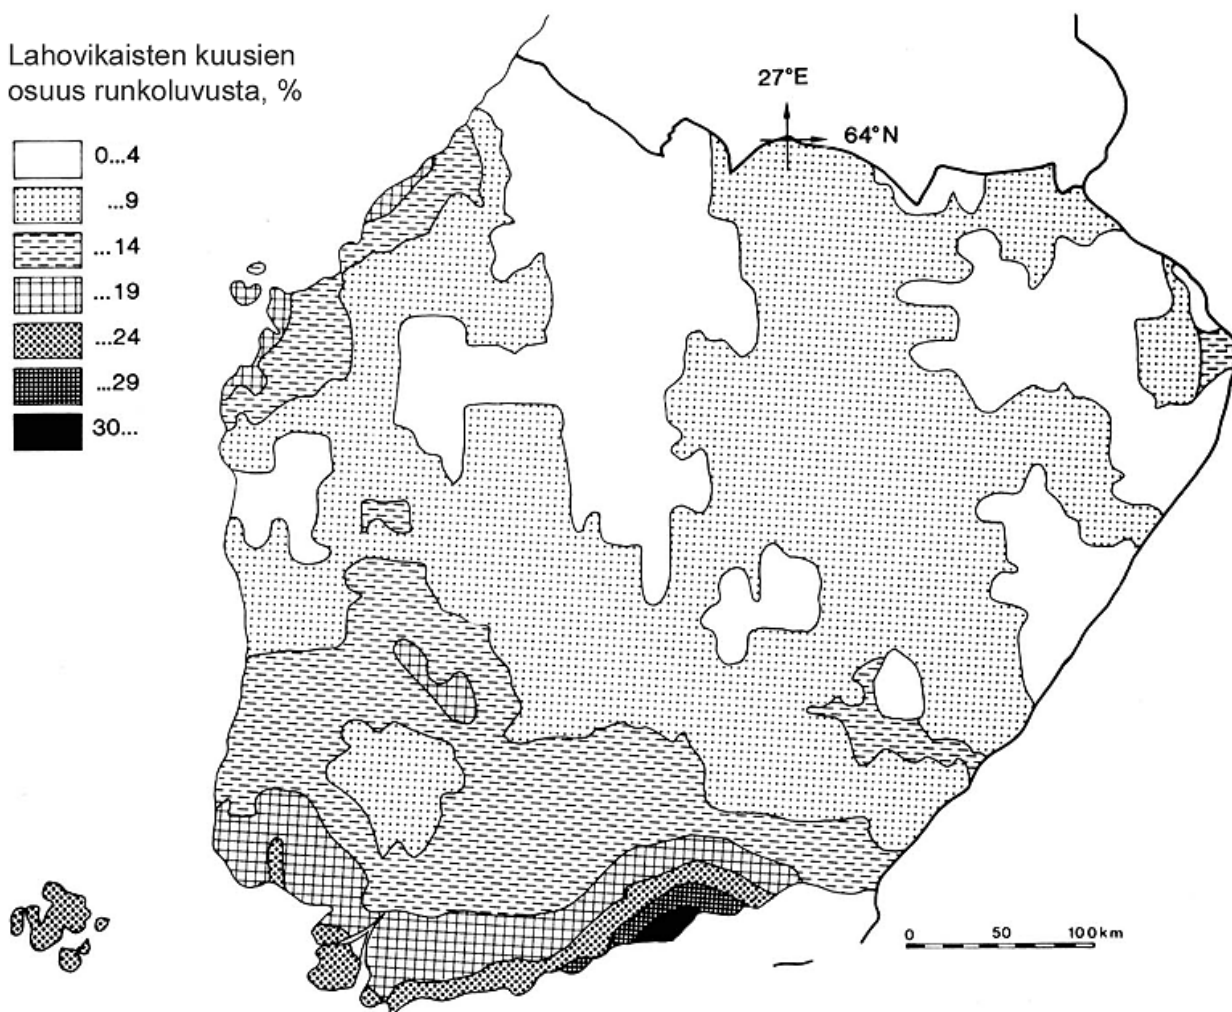 Lahovikaisten kuusien
osuus runkoluvusta, %
0...4
...9
...14
...19
...24
...29
30...
27°E
64°N
0 50 100 km